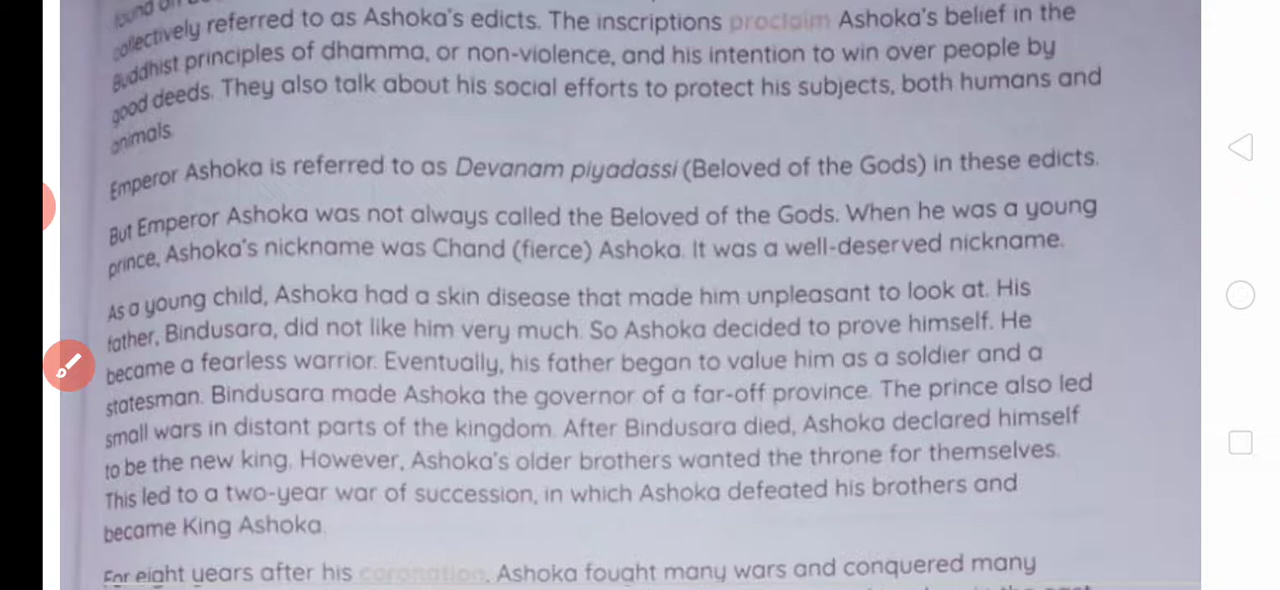 found on
collectively referred to as Ashoka's edicts. The inscriptions proclaim Ashoka's belief in the
Buddhist principles of dhamma, or non-violence, and his intention to win over people by
good deeds. They also talk about his social efforts to protect his subjects, both humans and
animals.
Emperor Ashoka is referred to as Devanam piyadassi (Beloved of the Gods) in these edicts.
But Emperor Ashoka was not always called the Beloved of the Gods. When he was a young
prince, Ashoka's nickname was Chand (fierce) Ashoka. It was a well-deserved nickname.
As a young child, Ashoka had a skin disease that made him unpleasant to look at. His
father, Bindusara, did not like him very much. So Ashoka decided to prove himself. He
became a fearless warrior. Eventually, his father began to value him as a soldier and a
statesman. Bindusara made Ashoka the governor of a far-off province. The prince also led
small wars in distant parts of the kingdom. After Bindusara died, Ashoka declared himself
to be the new king. However, Ashoka's older brothers wanted the throne for themselves.
This led to a two-year war of succession, in which Ashoka defeated his brothers and
became King Ashoka.
For eight years after his coronation, Ashoka fought many wars and conquered many